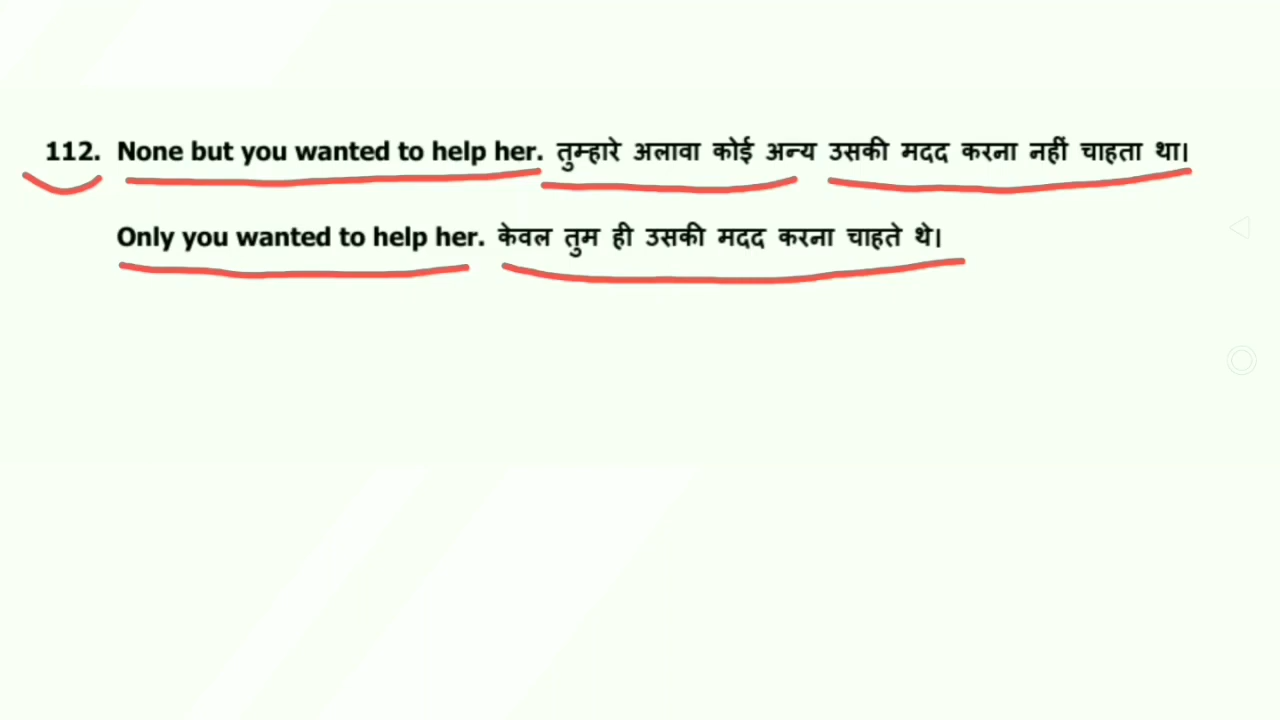 112. None but you wanted to help her. तुम्हारे अलावा कोई अन्य उसकी मदद करना नहीं चाहता था।
Only you wanted to help her. केवल तुम ही उसकी मदद करना चाहते थे।